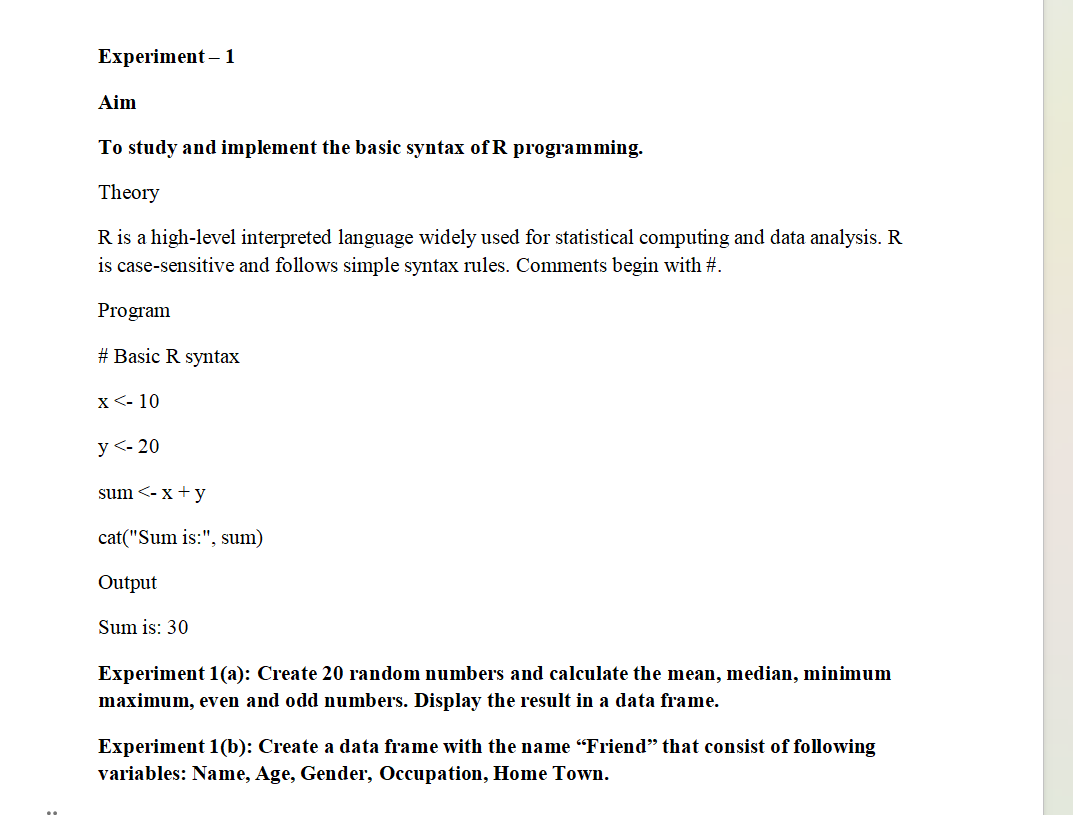 Experiment – 1
Aim
To study and implement the basic syntax of R programming.
Theory
R is a high-level interpreted language widely used for statistical computing and data analysis. R
is case-sensitive and follows simple syntax rules. Comments begin with #.
Program
# Basic R syntax
x <- 10
y <- 20
sum <- x + y
cat("Sum is:", sum)
Output
Sum is: 30
Experiment 1(a): Create 20 random numbers and calculate the mean, median, minimum
maximum, even and odd numbers. Display the result in a data frame.
Experiment 1(b): Create a data frame with the name “Friend” that consist of following
variables: Name, Age, Gender, Occupation, Home Town.